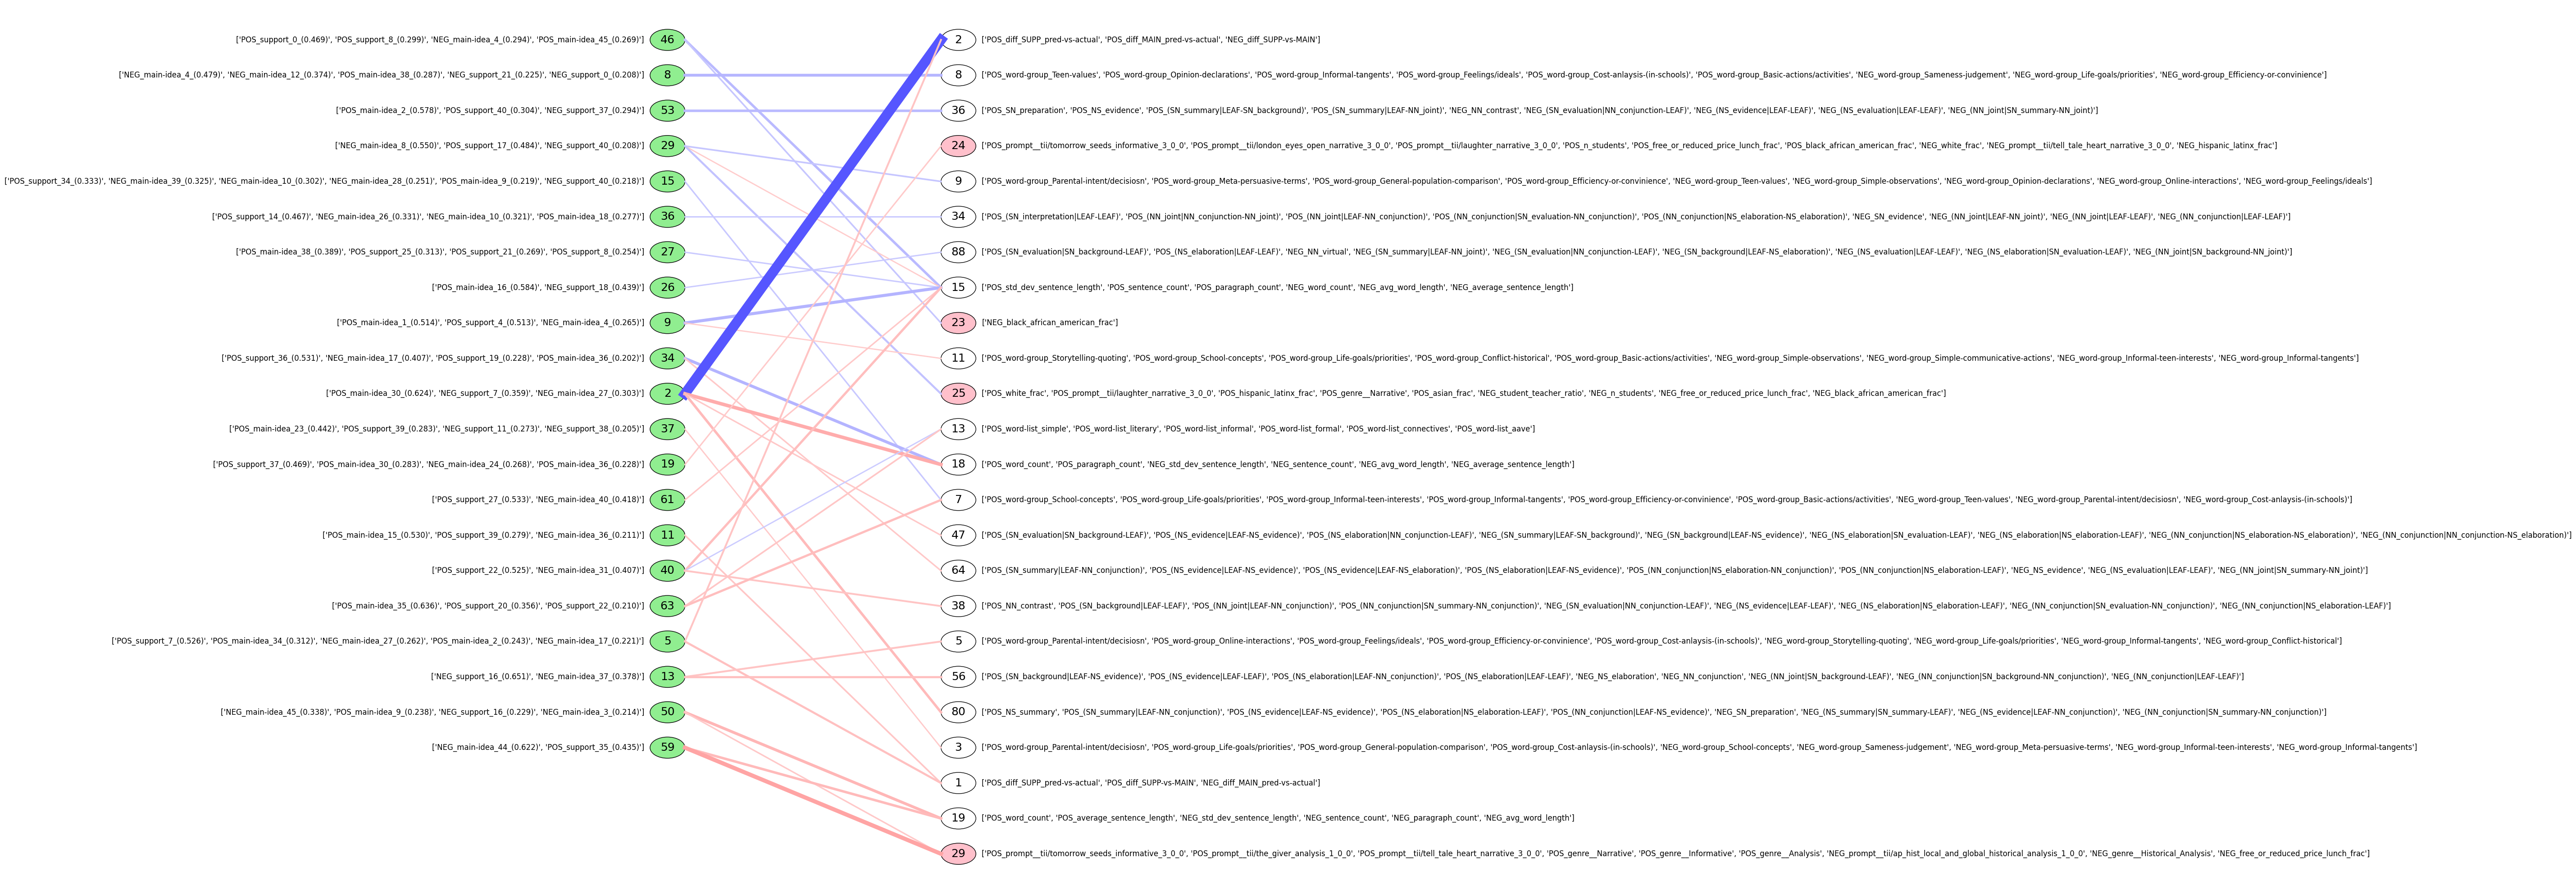 ['POS_support_0_(0.469)', 'POS_support_8_(0.299)', 'NEG_main-idea_4_(0.294)', 'POS_main-idea_45_(0.269)'] 46 2 ['POS_diff_SUPP_pred-vs-actual', 'POS_diff_MAIN_pred-vs-actual', 'NEG_diff_SUPP-vs-MAIN']
['NEG_main-idea_4_(0.479)', 'NEG_main-idea_12_(0.374)', 'POS_main-idea_38_(0.287)', 'NEG_support_21_(0.225)', 'NEG_support_0_(0.208)'] 8 8 ['POS_word-group_Teen-values', 'POS_word-group_Opinion-declarations', 'POS_word-group_Informal-tangents', 'POS_word-group_Feelings/ideals', 'POS_word-group_Cost-anlaysis-(in-schools)', 'POS_word-group_Basic-actions/activities', 'NEG_word-group_Sameness-judgement', 'NEG_word-group_Life-goals/priorities', 'NEG_word-group_Efficiency-or-convinience']
['POS_main-idea_2_(0.578)', 'POS_support_40_(0.304)', 'NEG_support_37_(0.294)'] 53 36 ['POS_SN_preparation', 'POS_NS_evidence', 'POS_(SN_summary|LEAF-SN_background)', 'POS_(SN_summary|LEAF-NN_joint)', 'NEG_NN_contrast', 'NEG_(SN_evaluation|NN_conjunction-LEAF)', 'NEG_(NS_evidence|LEAF-LEAF)', 'NEG_(NS_evaluation|LEAF-LEAF)', 'NEG_(NN_joint|SN_summary-NN_joint)']
['NEG_main-idea_8_(0.550)', 'POS_support_17_(0.484)', 'NEG_support_40_(0.208)'] 29 24 ['POS_prompt__tii/tomorrow_seeds_informative_3_0_0', 'POS_prompt__tii/london_eyes_open_narrative_3_0_0', 'POS_prompt__tii/laughter_narrative_3_0_0', 'POS_n_students', 'POS_free_or_reduced_price_lunch_frac', 'POS_black_african_american_frac', 'NEG_white_frac', 'NEG_prompt__tii/tell_tale_heart_narrative_3_0_0', 'NEG_hispanic_latinx_frac']
['POS_support_34_(0.333)', 'NEG_main-idea_39_(0.325)', 'NEG_main-idea_10_(0.302)', 'NEG_main-idea_28_(0.251)', 'POS_main-idea_9_(0.219)', 'NEG_support_40_(0.218)'] 15 9 ['POS_word-group_Parental-intent/decisiosn', 'POS_word-group_Meta-persuasive-terms', 'POS_word-group_General-population-comparison', 'POS_word-group_Efficiency-or-convinience', 'NEG_word-group_Teen-values', 'NEG_word-group_Simple-observations', 'NEG_word-group_Opinion-declarations', 'NEG_word-group_Online-interactions', 'NEG_word-group_Feelings/ideals']
['POS_support_14_(0.467)', 'NEG_main-idea_26_(0.331)', 'NEG_main-idea_10_(0.321)', 'POS_main-idea_18_(0.277)'] 36 34 ['POS_(SN_interpretation|LEAF-LEAF)', 'POS_(NN_joint|NN_conjunction-NN_joint)', 'POS_(NN_joint|LEAF-NN_conjunction)', 'POS_(NN_conjunction|SN_evaluation-NN_conjunction)', 'POS_(NN_conjunction|NS_elaboration-NS_elaboration)', 'NEG_SN_evidence', 'NEG_(NN_joint|LEAF-NN_joint)', 'NEG_(NN_joint|LEAF-LEAF)', 'NEG_(NN_conjunction|LEAF-LEAF)']
['POS_main-idea_38_(0.389)', 'POS_support_25_(0.313)', 'POS_support_21_(0.269)', 'POS_support_8_(0.254)'] 27 88 ['POS_(SN_evaluation|SN_background-LEAF)', 'POS_(NS_elaboration|LEAF-LEAF)', 'NEG_NN_virtual', 'NEG_(SN_summary|LEAF-NN_joint)', 'NEG_(SN_evaluation|NN_conjunction-LEAF)', 'NEG_(SN_background|LEAF-NS_elaboration)', 'NEG_(NS_evaluation|LEAF-LEAF)', 'NEG_(NS_elaboration|SN_evaluation-LEAF)', 'NEG_(NN_joint|SN_background-NN_joint)']
['POS_main-idea_16_(0.584)', 'NEG_support_18_(0.439)'] 26 15 ['POS_std_dev_sentence_length', 'POS_sentence_count', 'POS_paragraph_count', 'NEG_word_count', 'NEG_avg_word_length', 'NEG_average_sentence_length']
['POS_main-idea_1_(0.514)', 'POS_support_4_(0.513)', 'NEG_main-idea_4_(0.265)'] 9 23 ['NEG_black_african_american_frac']
['POS_support_36_(0.531)', 'NEG_main-idea_17_(0.407)', 'POS_support_19_(0.228)', 'POS_main-idea_36_(0.202)'] 34 11 ['POS_word-group_Storytelling-quoting', 'POS_word-group_School-concepts', 'POS_word-group_Life-goals/priorities', 'POS_word-group_Conflict-historical', 'POS_word-group_Basic-actions/activities', 'NEG_word-group_Simple-observations', 'NEG_word-group_Simple-communicative-actions', 'NEG_word-group_Informal-teen-interests', 'NEG_word-group_Informal-tangents']
['POS_main-idea_30_(0.624)', 'NEG_support_7_(0.359)', 'NEG_main-idea_27_(0.303)'] 2 25 ['POS_white_frac', 'POS_prompt__tii/laughter_narrative_3_0_0', 'POS_hispanic_latinx_frac', 'POS_genre__Narrative', 'POS_asian_frac', 'NEG_student_teacher_ratio', 'NEG_n_students', 'NEG_free_or_reduced_price_lunch_frac', 'NEG_black_african_american_frac']
['POS_main-idea_23_(0.442)', 'POS_support_39_(0.283)', 'NEG_support_11_(0.273)', 'NEG_support_38_(0.205)'] 37 13 ['POS_word-list_simple', 'POS_word-list_literary', 'POS_word-list_informal', 'POS_word-list_formal', 'POS_word-list_connectives', 'POS_word-list_aave']
['POS_support_37_(0.469)', 'POS_main-idea_30_(0.283)', 'NEG_main-idea_24_(0.268)', 'POS_main-idea_36_(0.228)'] 19 18 ['POS_word_count', 'POS_paragraph_count', 'NEG_std_dev_sentence_length', 'NEG_sentence_count', 'NEG_avg_word_length', 'NEG_average_sentence_length']
['POS_support_27_(0.533)', 'NEG_main-idea_40_(0.418)'] 61 7 ['POS_word-group_School-concepts', 'POS_word-group_Life-goals/priorities', 'POS_word-group_Informal-teen-interests', 'POS_word-group_Informal-tangents', 'POS_word-group_Efficiency-or-convinience', 'POS_word-group_Basic-actions/activities', 'NEG_word-group_Teen-values', 'NEG_word-group_Parental-intent/decisiosn', 'NEG_word-group_Cost-anlaysis-(in-schools)']
['POS_main-idea_15_(0.530)', 'POS_support_39_(0.279)', 'NEG_main-idea_36_(0.211)'] 11 47 ['POS_(SN_evaluation|SN_background-LEAF)', 'POS_(NS_evidence|LEAF-NS_evidence)', 'POS_(NS_elaboration|NN_conjunction-LEAF)', 'NEG_(SN_summary|LEAF-SN_background)', 'NEG_(SN_background|LEAF-NS_evidence)', 'NEG_(NS_elaboration|SN_evaluation-LEAF)', 'NEG_(NS_elaboration|NS_elaboration-LEAF)', 'NEG_(NN_conjunction|NS_elaboration-NS_elaboration)', 'NEG_(NN_conjunction|NN_conjunction-NS_elaboration)']
['POS_support_22_(0.525)', 'NEG_main-idea_31_(0.407)'] 40 64 ['POS_(SN_summary|LEAF-NN_conjunction)', 'POS_(NS_evidence|LEAF-NS_evidence)', 'POS_(NS_evidence|LEAF-NS_elaboration)', 'POS_(NS_elaboration|LEAF-NS_evidence)', 'POS_(NN_conjunction|NS_elaboration-NN_conjunction)', 'POS_(NN_conjunction|NS_elaboration-LEAF)', 'NEG_NS_evidence', 'NEG_(NS_evaluation|LEAF-LEAF)', 'NEG_(NN_joint|SN_summary-NN_joint)']
['POS_main-idea_35_(0.636)', 'POS_support_20_(0.356)', 'POS_support_22_(0.210)'] 63 38 ['POS_NN_contrast', 'POS_(SN_background|LEAF-LEAF)', 'POS_(NN_joint|LEAF-NN_conjunction)', 'POS_(NN_conjunction|SN_summary-NN_conjunction)', 'NEG_(SN_evaluation|NN_conjunction-LEAF)', 'NEG_(NS_evidence|LEAF-LEAF)', 'NEG_(NS_elaboration|NS_elaboration-LEAF)', 'NEG_(NN_conjunction|SN_evaluation-NN_conjunction)', 'NEG_(NN_conjunction|NS_elaboration-LEAF)']
['POS_support_7_(0.526)', 'POS_main-idea_34_(0.312)', 'NEG_main-idea_27_(0.262)', 'POS_main-idea_2_(0.243)', 'NEG_main-idea_17_(0.221)'] 5 5 ['POS_word-group_Parental-intent/decisiosn', 'POS_word-group_Online-interactions', 'POS_word-group_Feelings/ideals', 'POS_word-group_Efficiency-or-convinience', 'POS_word-group_Cost-anlaysis-(in-schools)', 'NEG_word-group_Storytelling-quoting', 'NEG_word-group_Life-goals/priorities', 'NEG_word-group_Informal-tangents', 'NEG_word-group_Conflict-historical']
['NEG_support_16_(0.651)', 'NEG_main-idea_37_(0.378)'] 13 56 ['POS_(SN_background|LEAF-NS_evidence)', 'POS_(NS_evidence|LEAF-LEAF)', 'POS_(NS_elaboration|LEAF-NN_conjunction)', 'POS_(NS_elaboration|LEAF-LEAF)', 'NEG_NS_elaboration', 'NEG_NN_conjunction', 'NEG_(NN_joint|SN_background-LEAF)', 'NEG_(NN_conjunction|SN_background-NN_conjunction)', 'NEG_(NN_conjunction|LEAF-LEAF)']
['NEG_main-idea_45_(0.338)', 'POS_main-idea_9_(0.238)', 'NEG_support_16_(0.229)', 'NEG_main-idea_3_(0.214)'] 50 80 ['POS_NS_summary', 'POS_(SN_summary|LEAF-NN_conjunction)', 'POS_(NS_evidence|LEAF-NS_evidence)', 'POS_(NS_elaboration|NS_elaboration-LEAF)', 'POS_(NN_conjunction|LEAF-NS_evidence)', 'NEG_SN_preparation', 'NEG_(NS_summary|SN_summary-LEAF)', 'NEG_(NS_evidence|LEAF-NN_conjunction)', 'NEG_(NN_conjunction|SN_summary-NN_conjunction)']
['NEG_main-idea_44_(0.622)', 'POS_support_35_(0.435)'] 59 3 ['POS_word-group_Parental-intent/decisiosn', 'POS_word-group_Life-goals/priorities', 'POS_word-group_General-population-comparison', 'POS_word-group_Cost-anlaysis-(in-schools)', 'NEG_word-group_School-concepts', 'NEG_word-group_Sameness-judgement', 'NEG_word-group_Meta-persuasive-terms', 'NEG_word-group_Informal-teen-interests', 'NEG_word-group_Informal-tangents']
1 ['POS_diff_SUPP_pred-vs-actual', 'POS_diff_SUPP-vs-MAIN', 'NEG_diff_MAIN_pred-vs-actual']
19 ['POS_word_count', 'POS_average_sentence_length', 'NEG_std_dev_sentence_length', 'NEG_sentence_count', 'NEG_paragraph_count', 'NEG_avg_word_length']
29 ['POS_prompt__tii/tomorrow_seeds_informative_3_0_0', 'POS_prompt__tii/the_giver_analysis_1_0_0', 'POS_prompt__tii/tell_tale_heart_narrative_3_0_0', 'POS_genre__Narrative', 'POS_genre__Informative', 'POS_genre__Analysis', 'NEG_prompt__tii/ap_hist_local_and_global_historical_analysis_1_0_0', 'NEG_genre__Historical_Analysis', 'NEG_free_or_reduced_price_lunch_frac']